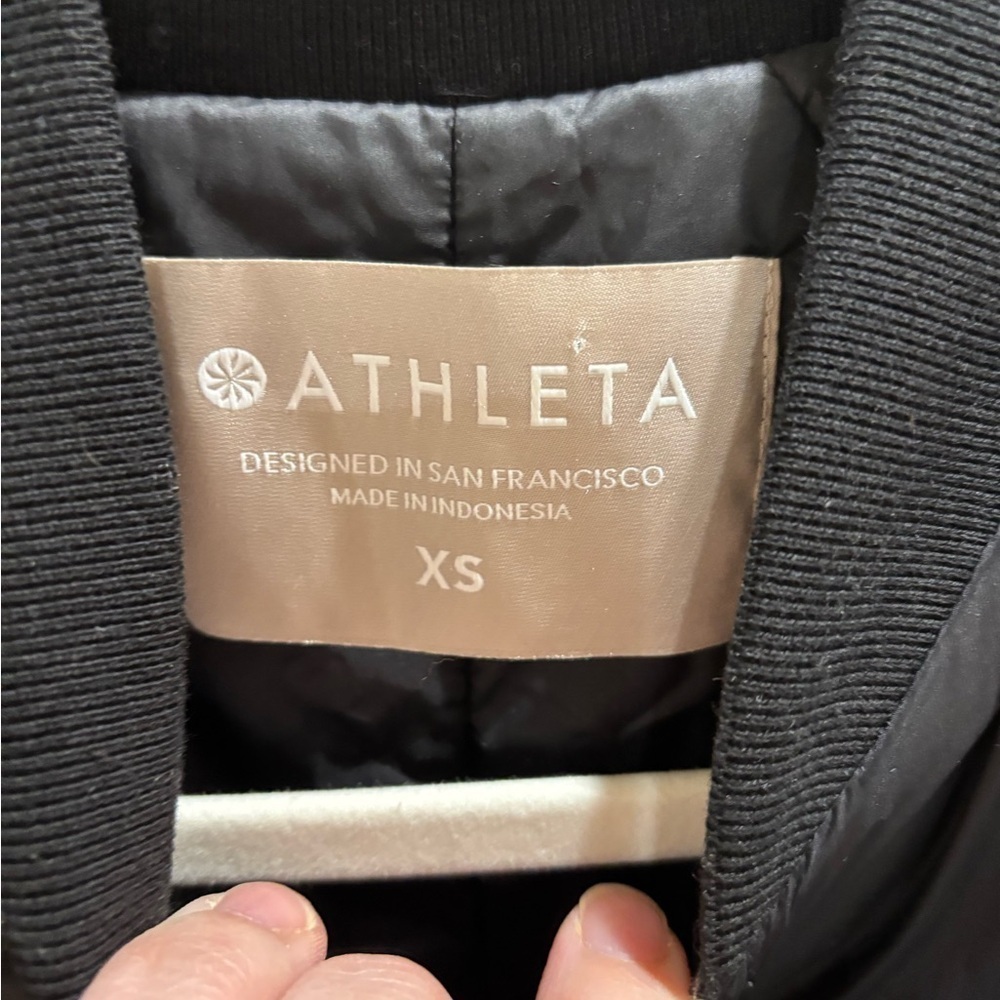 ATHLETA
DESIGNED IN SAN FRANCISCO
MADE IN INDONESIA
XS